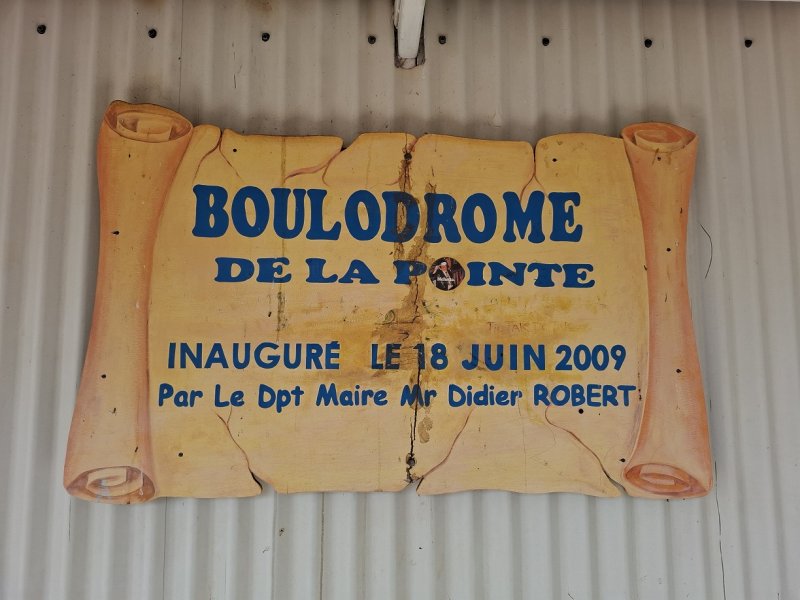 BOULODROME
DE LA POINTE
INAUGURÉ LE 18 JUIN 2009
Par Le Dpt Maire Mr Didier ROBERT